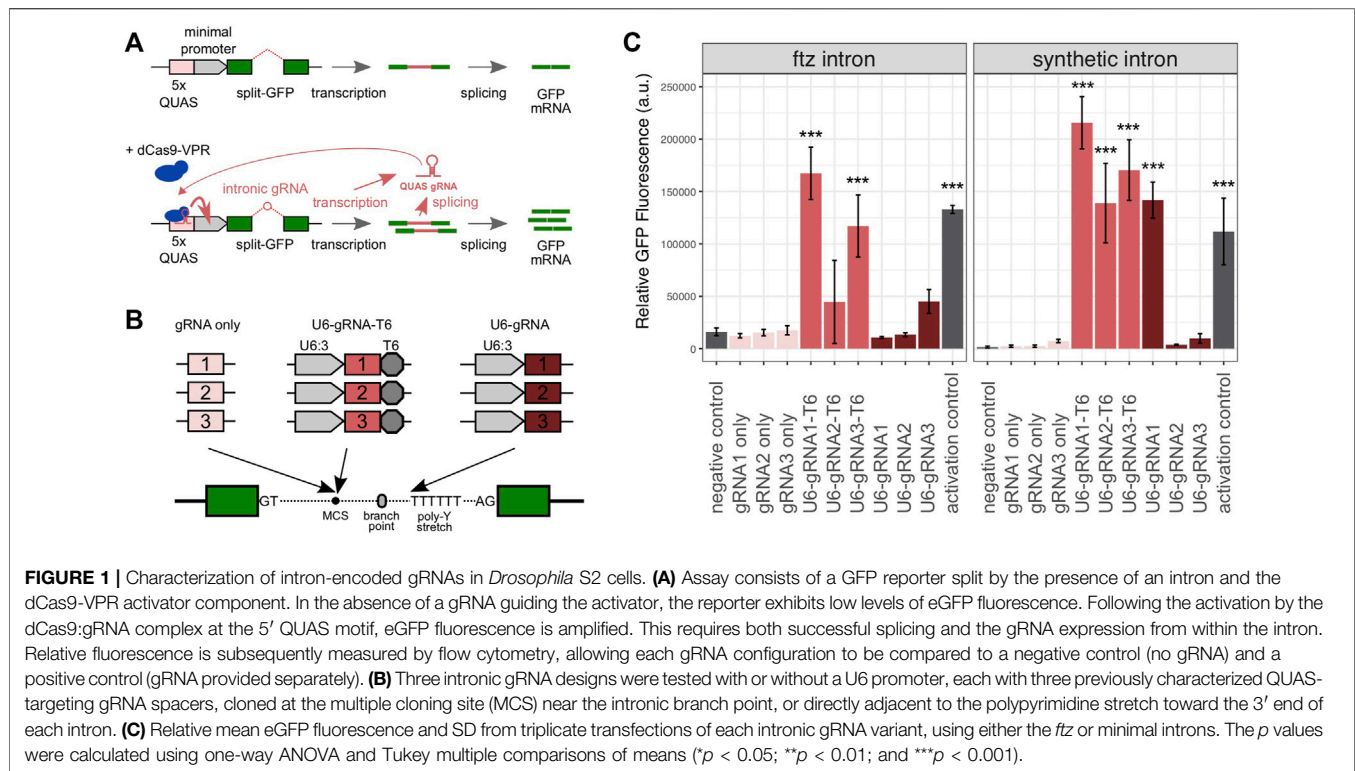 A
minimal
promoter
5x
QUAS
split-GFP
transcription
splicing
GFP
mRNA
+ dCas9-VPR
intronic gRNA
QUAS gRNA
transcription
splicing
5x
QUAS
split-GFP
transcription
splicing
GFP
mRNA
B
gRNA only
U6-gRNA-T6
U6-gRNA
U6:3
T6
U6:3
1
1
1
2
2
2
3
3
3
GT
MCS
branch
point
TTTTTT
poly-Y
stretch
AG
C
ftz intron
synthetic intron
Relative GFP Fluorescence (a.u.)
250000
200000
150000
100000
50000
0
***
***
***
***
***
***
***
***
negative control
gRNA1 only
gRNA2 only
gRNA3 only
U6-gRNA1-T6
U6-gRNA2-T6
U6-gRNA3-T6
U6-gRNA1
U6-gRNA2
U6-gRNA3
activation control
negative control
gRNA1 only
gRNA2 only
gRNA3 only
U6-gRNA1-T6
U6-gRNA2-T6
U6-gRNA3-T6
U6-gRNA1
U6-gRNA2
U6-gRNA3
activation control
FIGURE 1 | Characterization of intron-encoded gRNAs in Drosophila S2 cells. (A) Assay consists of a GFP reporter split by the presence of an intron and the
dCas9-VPR activator component. In the absence of a gRNA guiding the activator, the reporter exhibits low levels of eGFP fluorescence. Following the activation by the
dCas9:gRNA complex at the 5′ QUAS motif, eGFP fluorescence is amplified. This requires both successful splicing and the gRNA expression from within the intron.
Relative fluorescence is subsequently measured by flow cytometry, allowing each gRNA configuration to be compared to a negative control (no gRNA) and a
positive control (gRNA provided separately). (B) Three intronic gRNA designs were tested with or without a U6 promoter, each with three previously characterized QUAS-
targeting gRNA spacers, cloned at the multiple cloning site (MCS) near the intronic branch point, or directly adjacent to the polypyrimidine stretch toward the 3′ end of
each intron. (C) Relative mean eGFP fluorescence and SD from triplicate transfections of each intronic gRNA variant, using either the ftz or minimal introns. The p values
were calculated using one-way ANOVA and Tukey multiple comparisons of means (*p < 0.05; **p < 0.01; and ***p < 0.001).